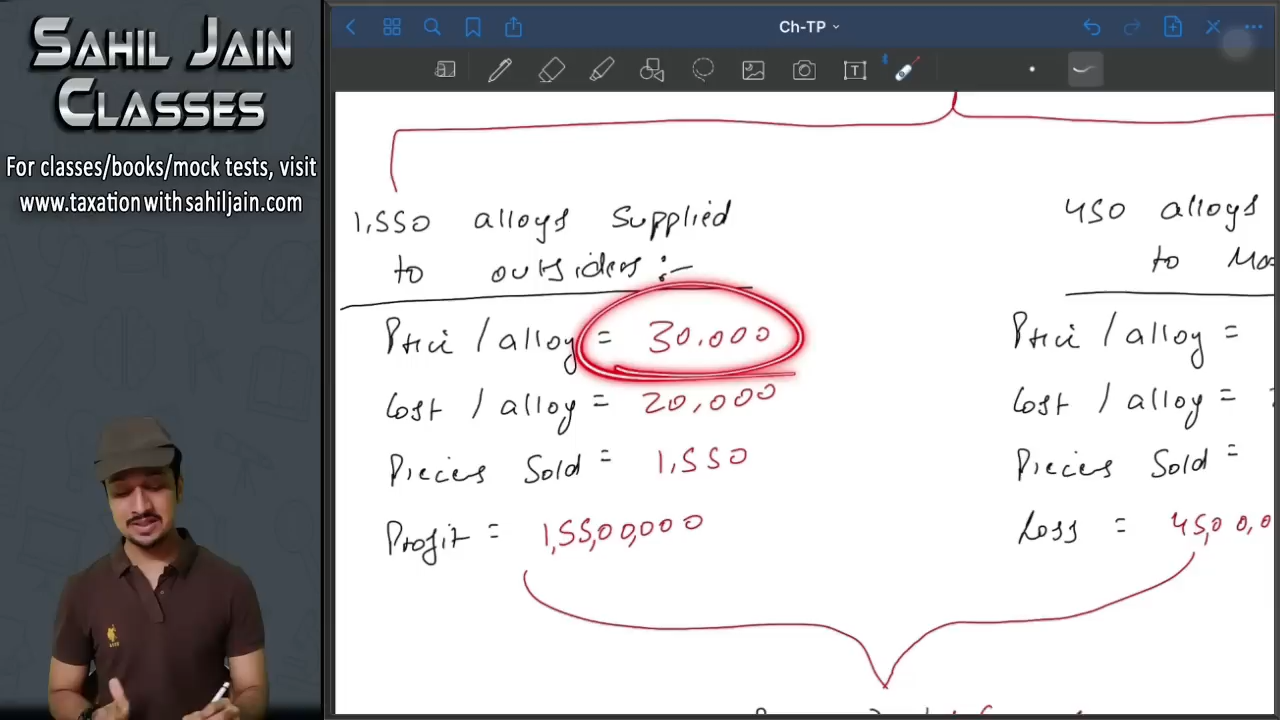 SAHIL JAIN
CLASSES
For classes/books/mock tests, visit
www.taxationwithsahiljain.com
Ch-TP
1,550 alloys supplied
to outsiders :-
Price / alloy = 30,000
Cost / alloy = 20,000
Pieces Sold = 1,550
Profit = 1,55,00,000
450 alloys
to
Price / alloy =
Cost / alloy =
Pieces Sold =
Loss = 45,00,0